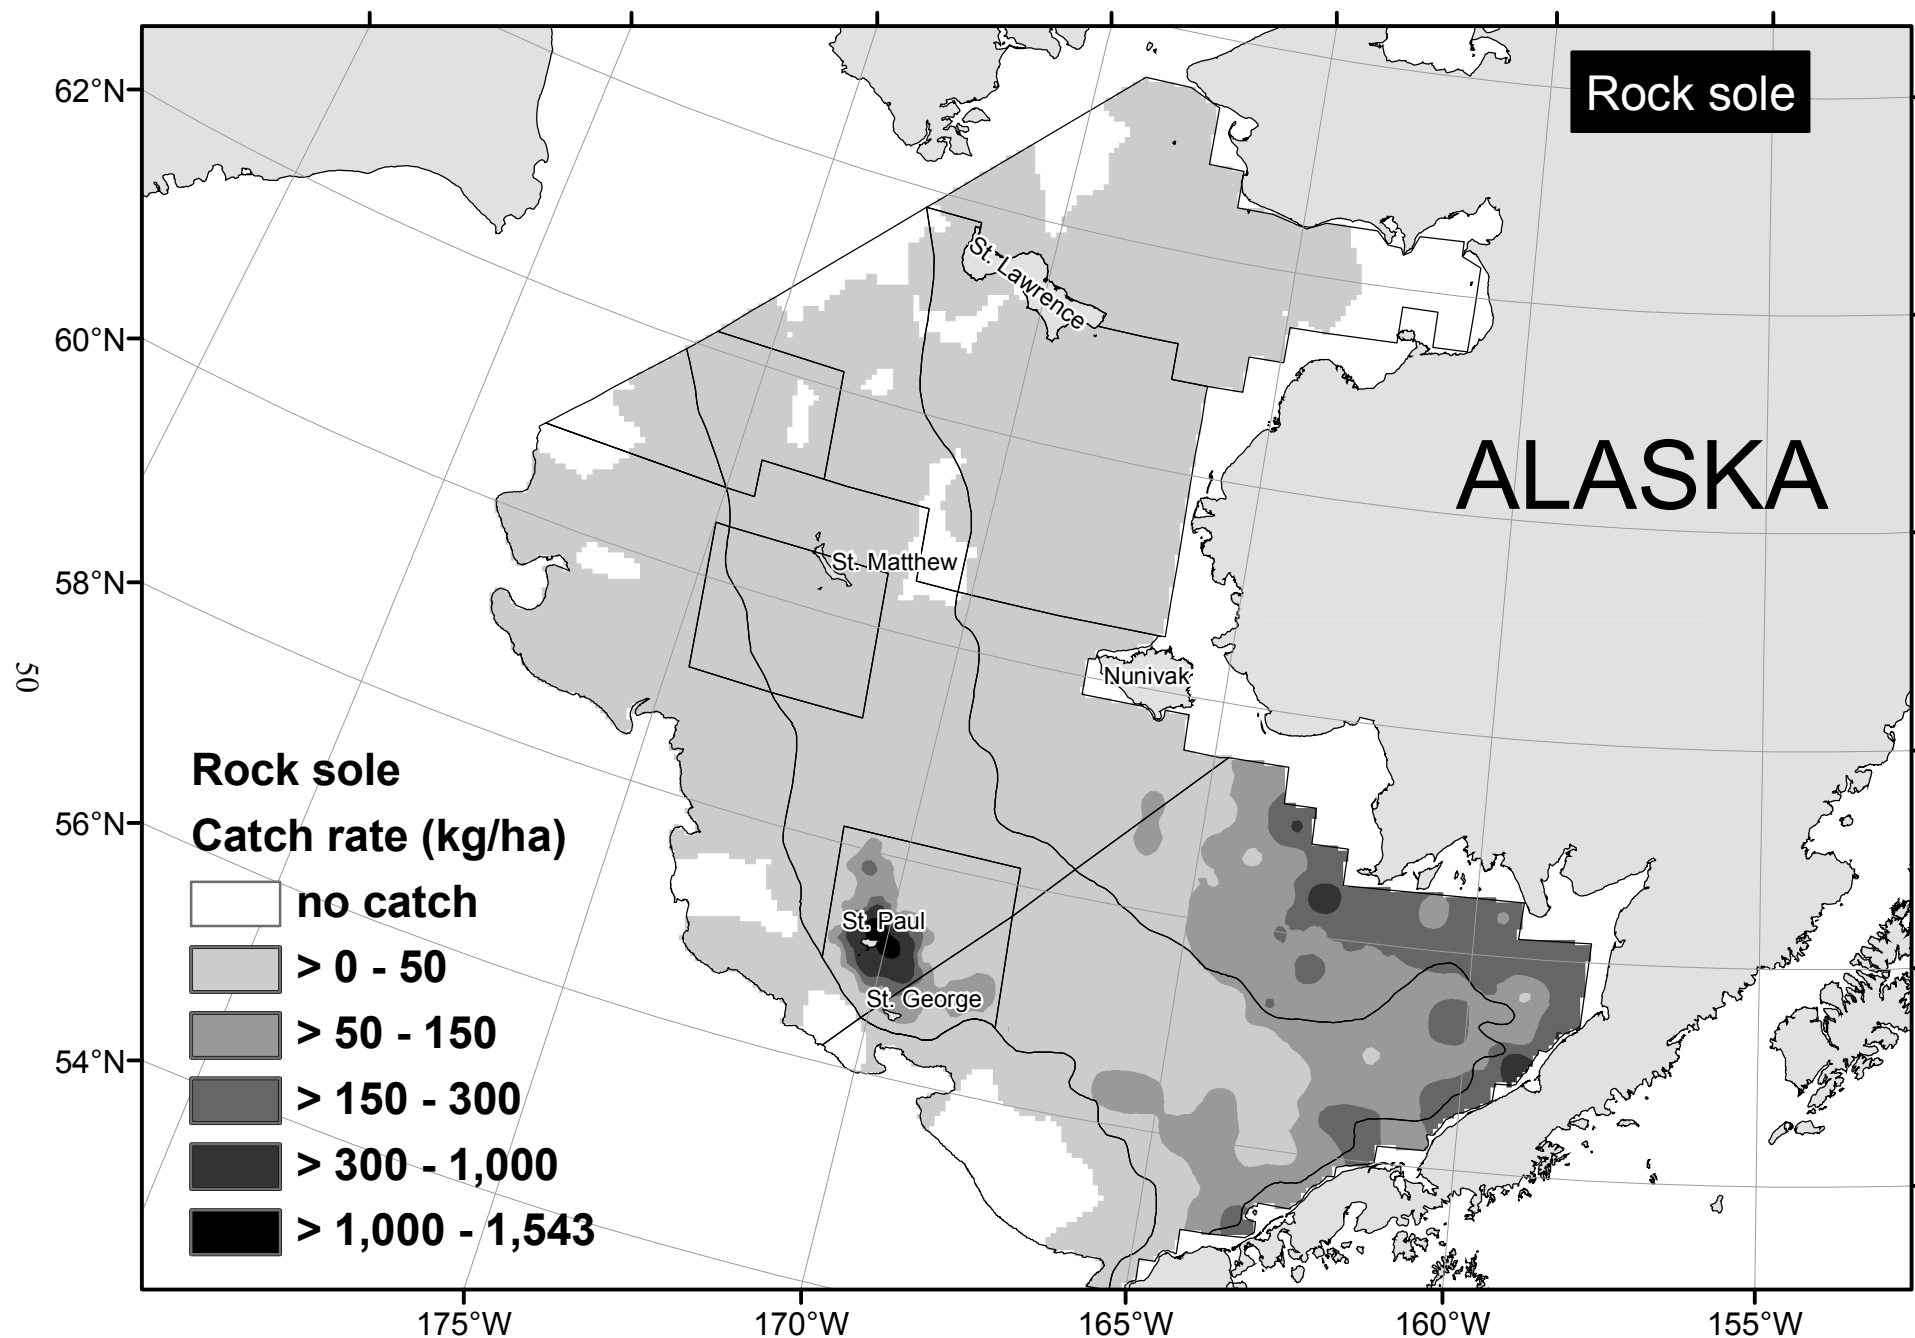 Rock sole
62°N
60°N
58°N
56°N
54°N
St. Lawrence
ALASKA
St. Matthew
Nunivak
St. Paul
St. George
50
Rock sole
Catch rate (kg/ha)
no catch
> 0 - 50
> 50 - 150
> 150 - 300
> 300 - 1,000
> 1,000 - 1,543
175°W
170°W
165°W
160°W
155°W